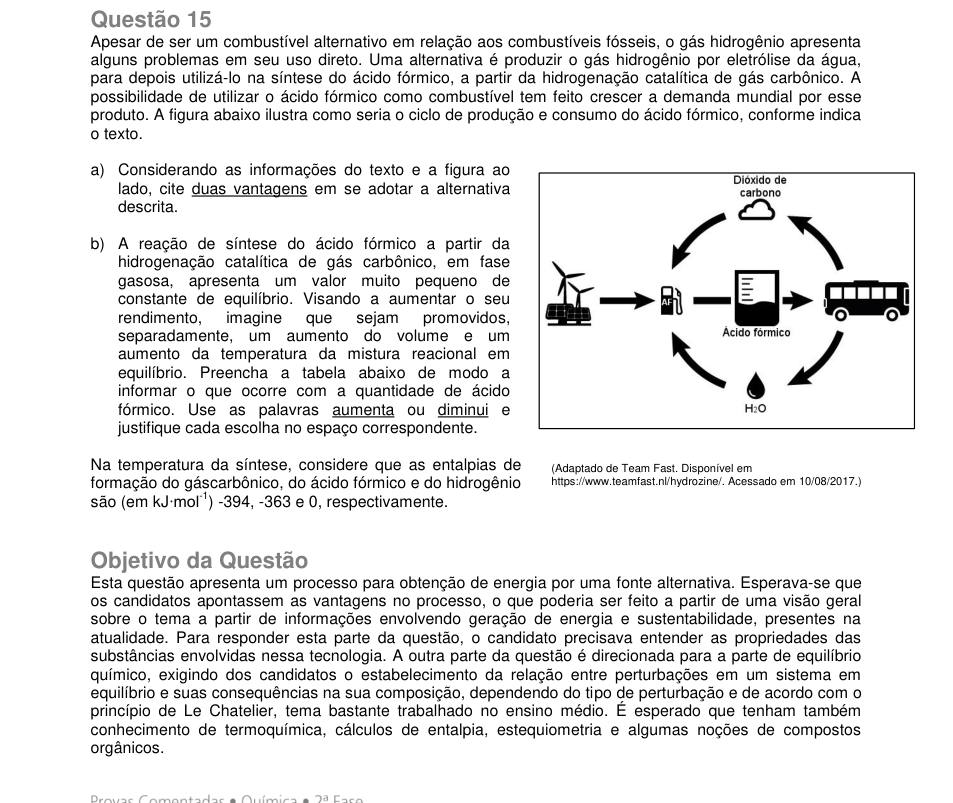 Questão 15
Apesar de ser um combustível alternativo em relação aos combustíveis fósseis, o gás hidrogênio apresenta
alguns problemas em seu uso direto. Uma alternativa é produzir o gás hidrogênio por eletrólise da água,
para depois utilizá-lo na síntese do ácido fórmico, a partir da hidrogenação catalítica de gás carbônico. A
possibilidade de utilizar o ácido fórmico como combustível tem feito crescer a demanda mundial por esse
produto. A figura abaixo ilustra como seria o ciclo de produção e consumo do ácido fórmico, conforme indica
o texto.
a) Considerando as informações do texto e a figura ao
lado, cite duas vantagens em se adotar a alternativa
descrita.
b) A reação de síntese do ácido fórmico a partir da
hidrogenação catalítica de gás carbônico, em fase
gasosa, apresenta um valor muito pequeno de
constante de equilíbrio. Visando a aumentar o seu
rendimento, imagine que sejam promovidos,
separadamente, um aumento do volume e um
aumento da temperatura da mistura reacional em
equilíbrio. Preencha a tabela abaixo de modo a
informar o que ocorre com a quantidade de ácido
fórmico. Use as palavras aumenta ou diminui e
justifique cada escolha no espaço correspondente.
Na temperatura da síntese, considere que as entalpias de
formação do gáscarbônico, do ácido fórmico e do hidrogênio
são (em kJ·mol⁻¹) -394, -363 e 0, respectivamente.
Dióxido de
carbono
AF
Ácido fórmico
H₂O
(Adaptado de Team Fast. Disponível em
https://www.teamfast.nl/hydrozine/. Acessado em 10/08/2017.)
Objetivo da Questão
Esta questão apresenta um processo para obtenção de energia por uma fonte alternativa. Esperava-se que
os candidatos apontassem as vantagens no processo, o que poderia ser feito a partir de uma visão geral
sobre o tema a partir de informações envolvendo geração de energia e sustentabilidade, presentes na
atualidade. Para responder esta parte da questão, o candidato precisava entender as propriedades das
substâncias envolvidas nessa tecnologia. A outra parte da questão é direcionada para a parte de equilíbrio
químico, exigindo dos candidatos o estabelecimento da relação entre perturbações em um sistema em
equilíbrio e suas consequências na sua composição, dependendo do tipo de perturbação e de acordo com o
princípio de Le Chatelier, tema bastante trabalhado no ensino médio. É esperado que tenham também
conhecimento de termoquímica, cálculos de entalpia, estequiometria e algumas noções de compostos
orgânicos.
Provas Comentadas • Química • 2ª Fase